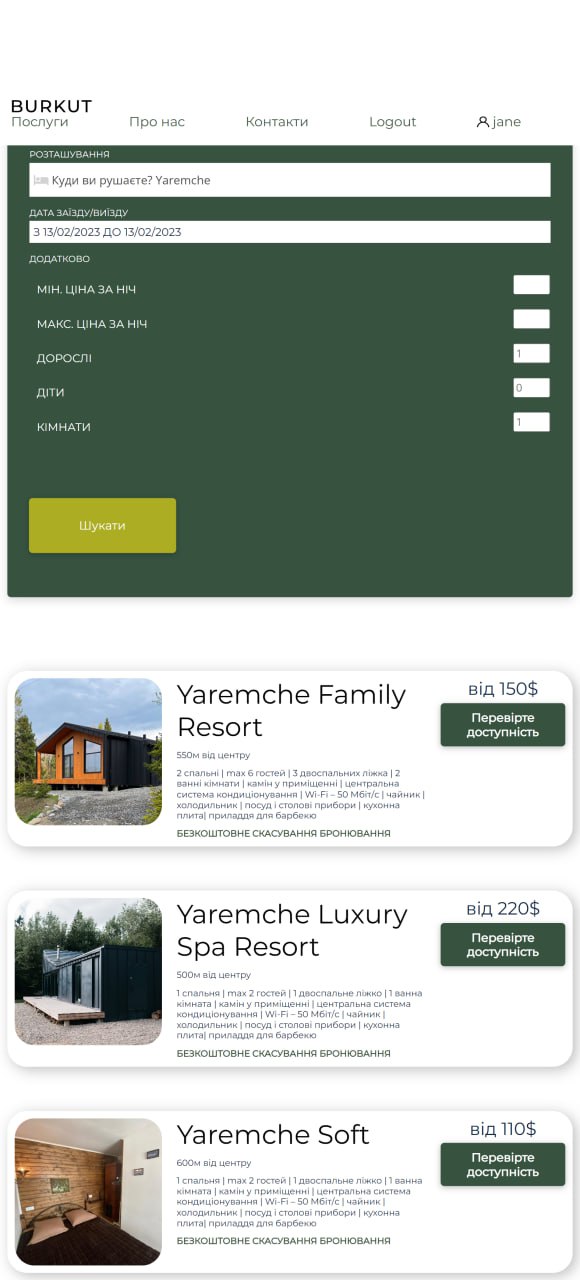 BURKUT
Послуги Про нас Контакти Logout jane
РОЗТАШУВАННЯ
Куди ви рушаєте? Yaremche
ДАТА ЗАЇЗДУ/ВИЇЗДУ
З 13/02/2023 ДО 13/02/2023
ДОДАТКОВО
МІН. ЦІНА ЗА НІЧ
МАКС. ЦІНА ЗА НІЧ
ДОРОСЛІ 1
ДІТИ 0
КІМНАТИ 1
Шукати
Yaremche Family
Resort
550м від центру
2 спальні | max 6 гостей | 3 двоспальних ліжка | 2
ванні кімнати | камін у приміщенні | центральна
система кондиціонування | Wi-Fi – 50 Мбіт/с | чайник |
холодильник | посуд і столові прибори | кухонна
плита| приладдя для барбекю
БЕЗКОШТОВНЕ СКАСУВАННЯ БРОНЮВАННЯ
від 150$
Перевірте
доступність
Yaremche Luxury
Spa Resort
500м від центру
1 спальня | max 2 гостей | 1 двоспальне ліжко | 1 ванна
кімната | камін у приміщенні | центральна система
кондиціонування | Wi-Fi – 50 Мбіт/с | чайник |
холодильник | посуд і столові прибори | кухонна
плита| приладдя для барбекю
БЕЗКОШТОВНЕ СКАСУВАННЯ БРОНЮВАННЯ
від 220$
Перевірте
доступність
Yaremche Soft
600м від центру
1 спальня | max 2 гостей | 1 двоспальне ліжко | 1 ванна
кімната | камін у приміщенні | центральна система
кондиціонування | Wi-Fi – 50 Мбіт/с | чайник |
холодильник | посуд і столові прибори | кухонна
плита| приладдя для барбекю
БЕЗКОШТОВНЕ СКАСУВАННЯ БРОНЮВАННЯ
від 110$
Перевірте
доступність